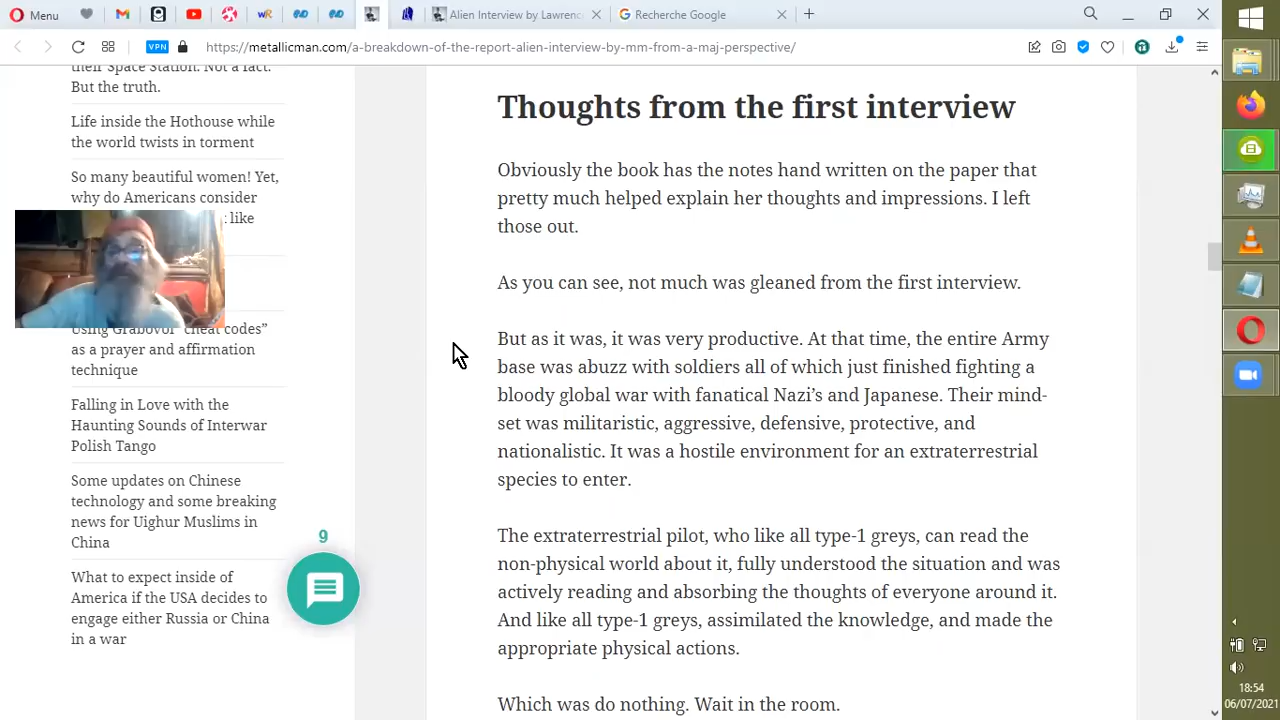 Menu
Alien Interview by Lawrenc
Recherche Google
VPN
https://metallicman.com/a-breakdown-of-the-report-alien-interview-by-mm-from-a-maj-perspective/
their Space Station. Not a fact.
But the truth.
Life inside the Hothouse while
the world twists in torment
So many beautiful women! Yet,
why do Americans consider
like
Using Grabovoi “cheat codes”
as a prayer and affirmation
technique
Falling in Love with the
Haunting Sounds of Interwar
Polish Tango
Some updates on Chinese
technology and some breaking
news for Uighur Muslims in
China
What to expect inside of
America if the USA decides to
engage either Russia or China
in a war
9
Thoughts from the first interview
Obviously the book has the notes hand written on the paper that
pretty much helped explain her thoughts and impressions. I left
those out.
As you can see, not much was gleaned from the first interview.
But as it was, it was very productive. At that time, the entire Army
base was abuzz with soldiers all of which just finished fighting a
bloody global war with fanatical Nazi’s and Japanese. Their mind-
set was militaristic, aggressive, defensive, protective, and
nationalistic. It was a hostile environment for an extraterrestrial
species to enter.
The extraterrestrial pilot, who like all type-1 greys, can read the
non-physical world about it, fully understood the situation and was
actively reading and absorbing the thoughts of everyone around it.
And like all type-1 greys, assimilated the knowledge, and made the
appropriate physical actions.
Which was do nothing. Wait in the room.
18:54
06/07/2021